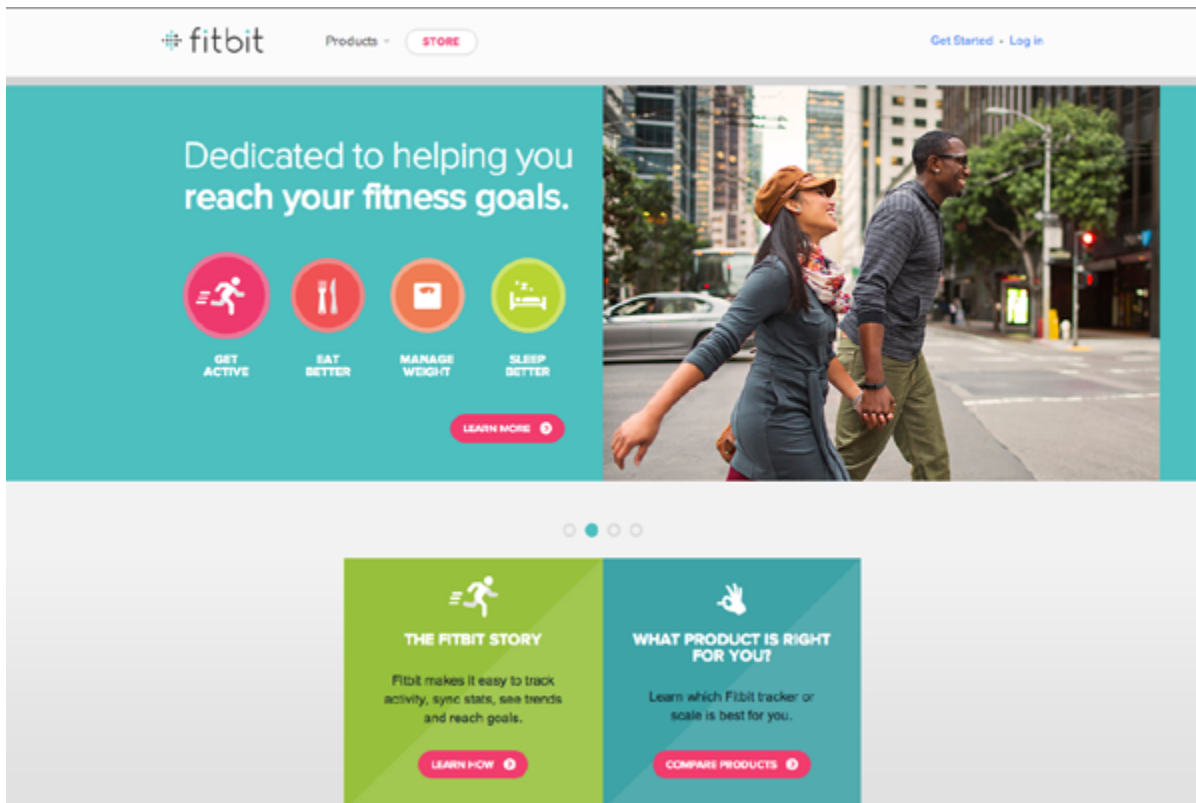 fitbit
Products
STORE
Get Started - Log in
Dedicated to helping you
reach your fitness goals.
GET
ACTIVE
EAT
BETTER
MANAGE
WEIGHT
SLEEP
BETTER
LEARN MORE
THE FITBIT STORY
Fitbit makes it easy to track
activity, sync stats, see trends
and reach goals.
LEARN HOW
WHAT PRODUCT IS RIGHT
FOR YOU?
Learn which Fitbit tracker or
scale is best for you.
COMPARE PRODUCTS